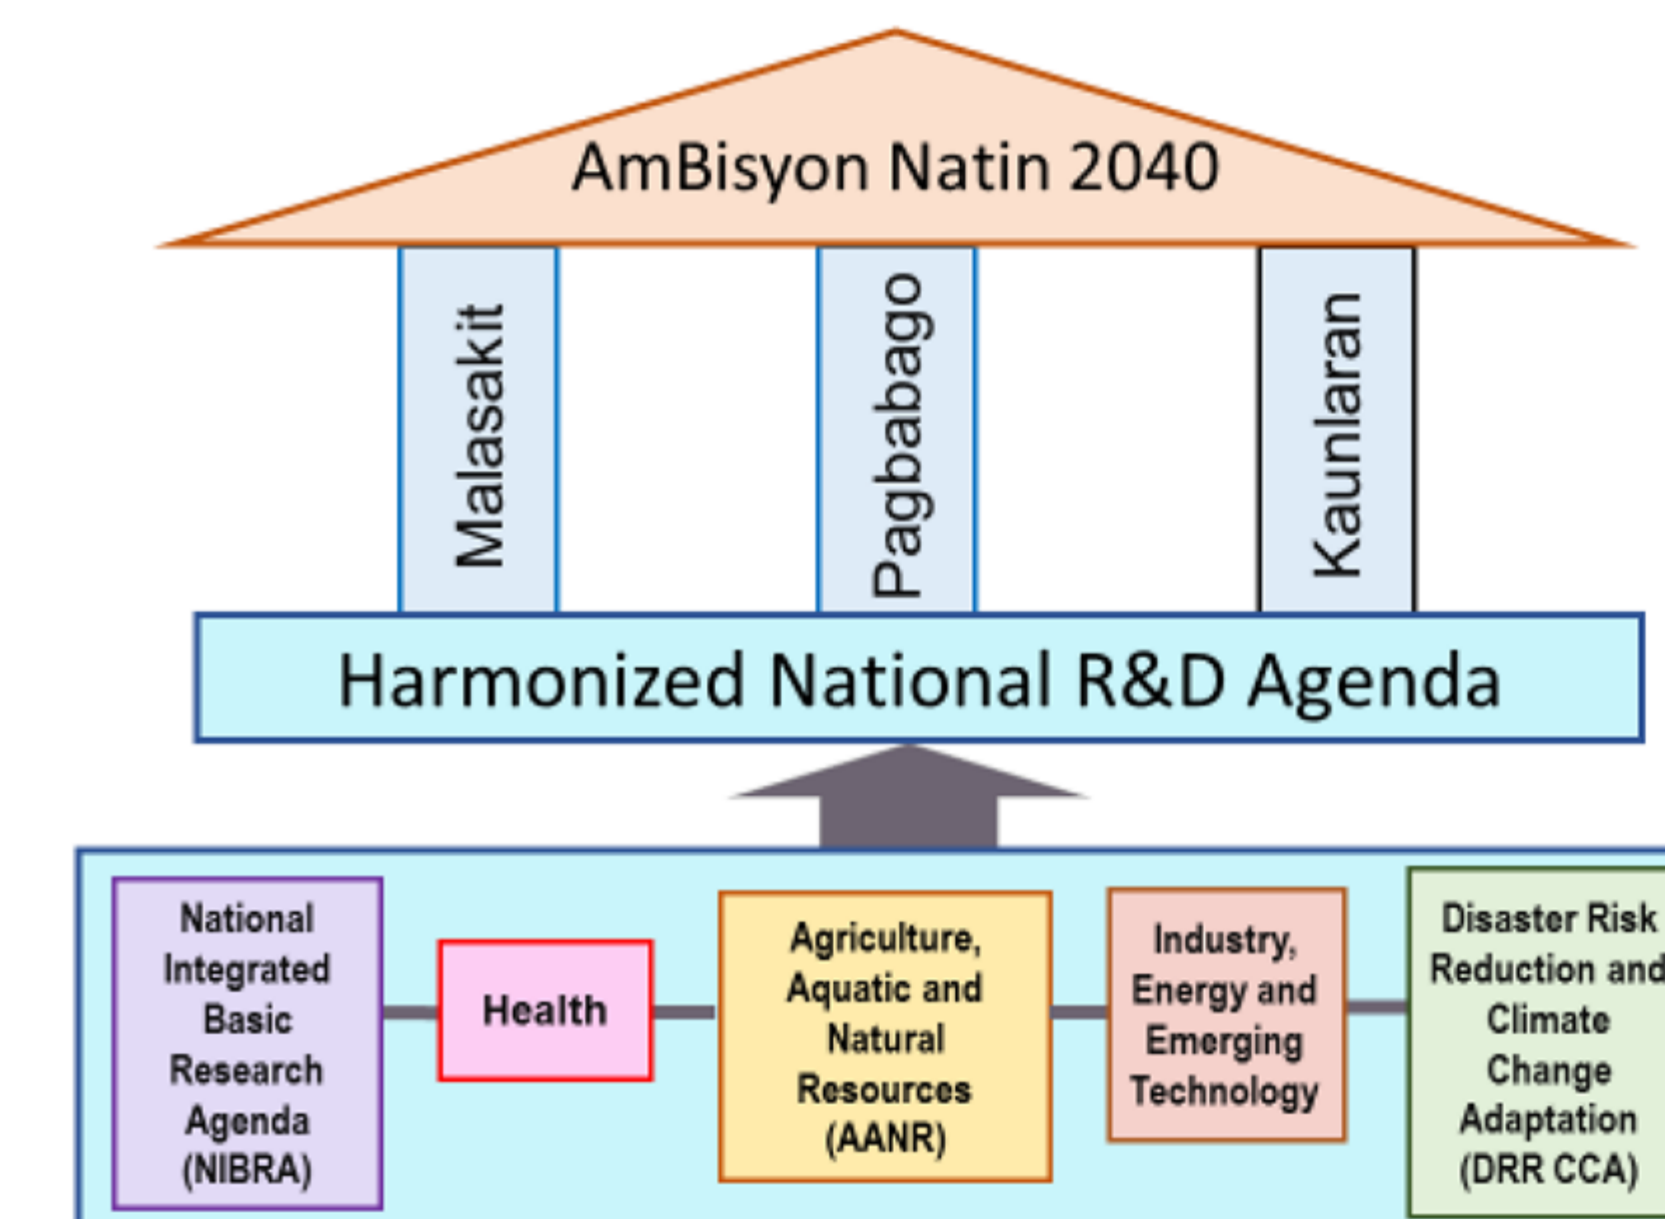 AmBisyon Natin 2040
Malasakit
Pagbabago
Kaunlaran
Harmonized National R&D Agenda
National
Integrated
Basic
Research
Agenda
(NIBRA)
Health
Agriculture,
Aquatic and
Natural
Resources
(AANR)
Industry,
Energy and
Emerging
Technology
Disaster Risk
Reduction and
Climate
Change
Adaptation
(DRR CCA)